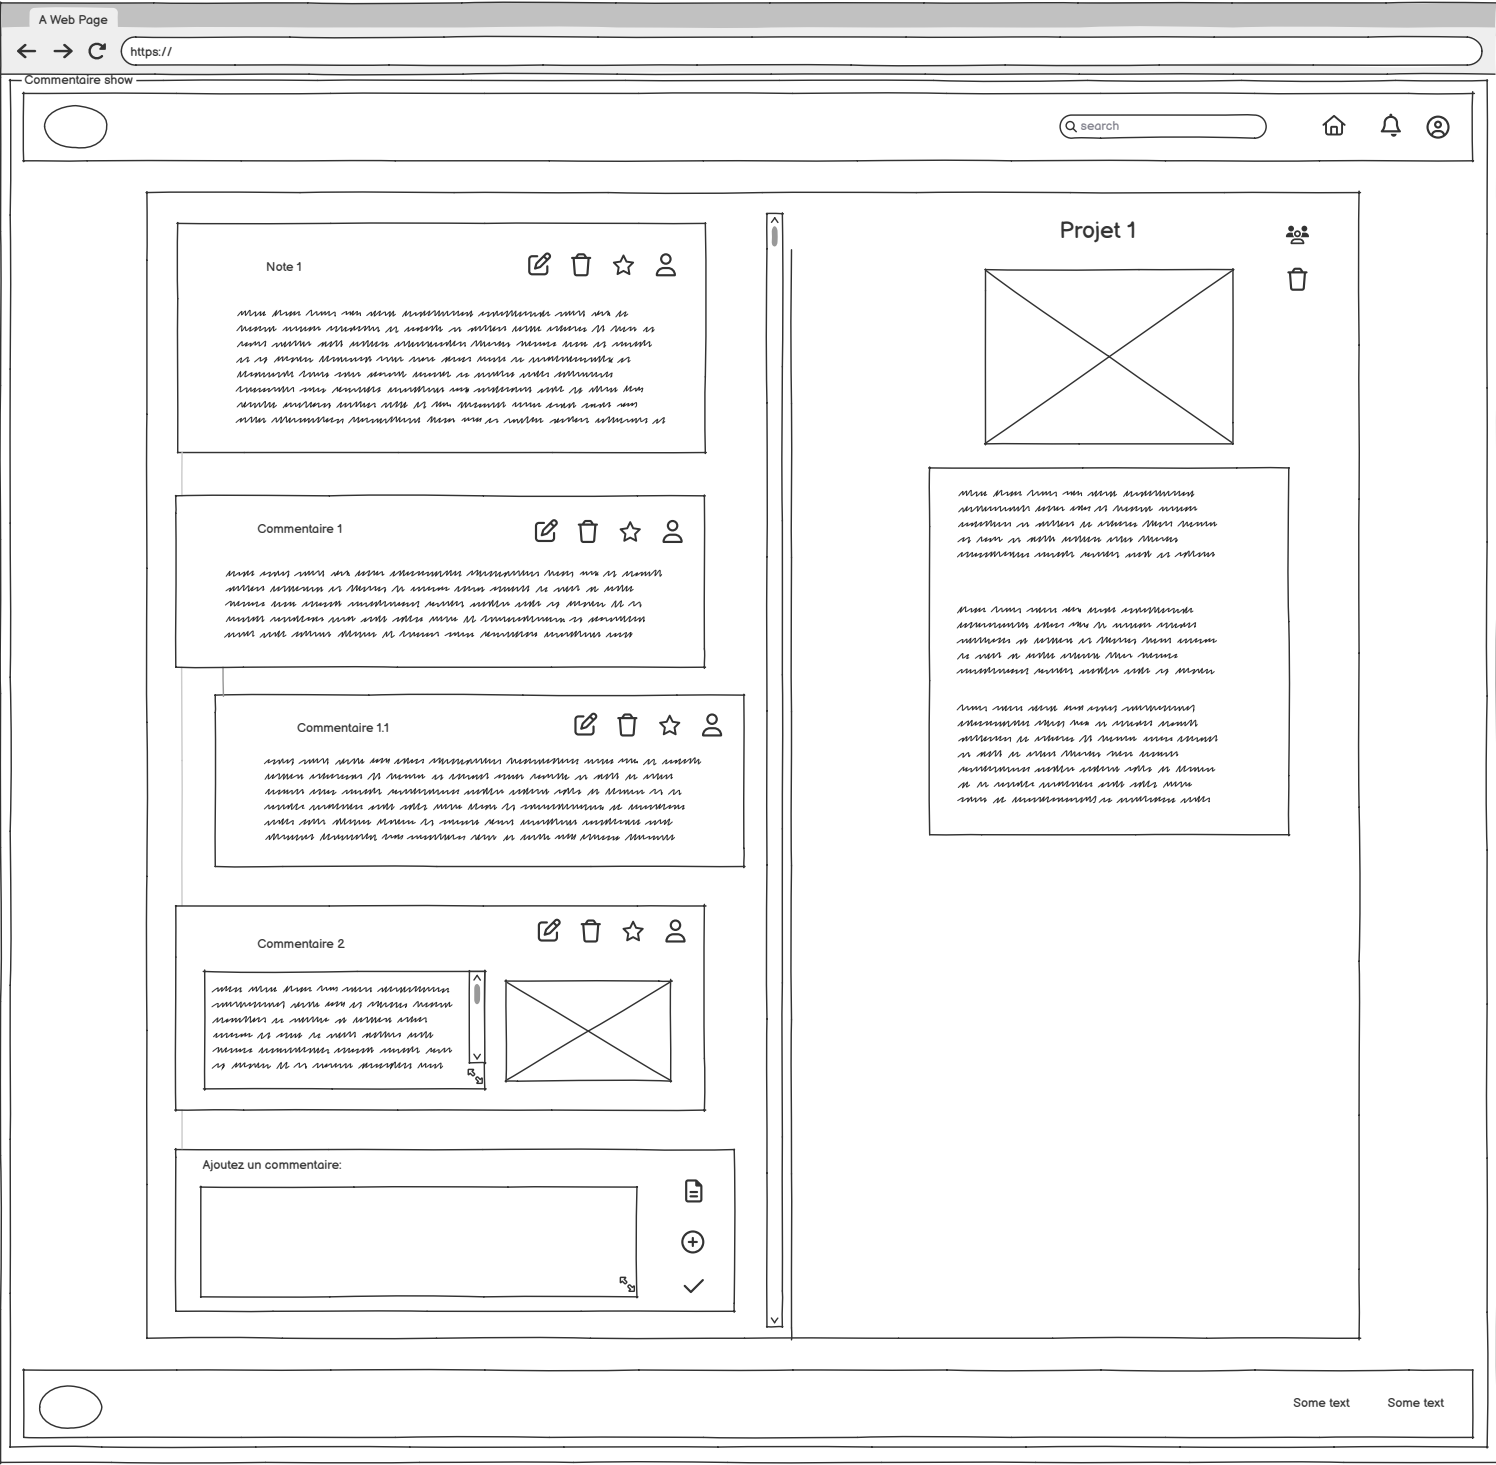 A Web Page
https://
Commentaire show
search
Projet 1
Note 1
Commentaire 1
Commentaire 1.1
Commentaire 2
Ajoutez un commentaire:
Some text
Some text